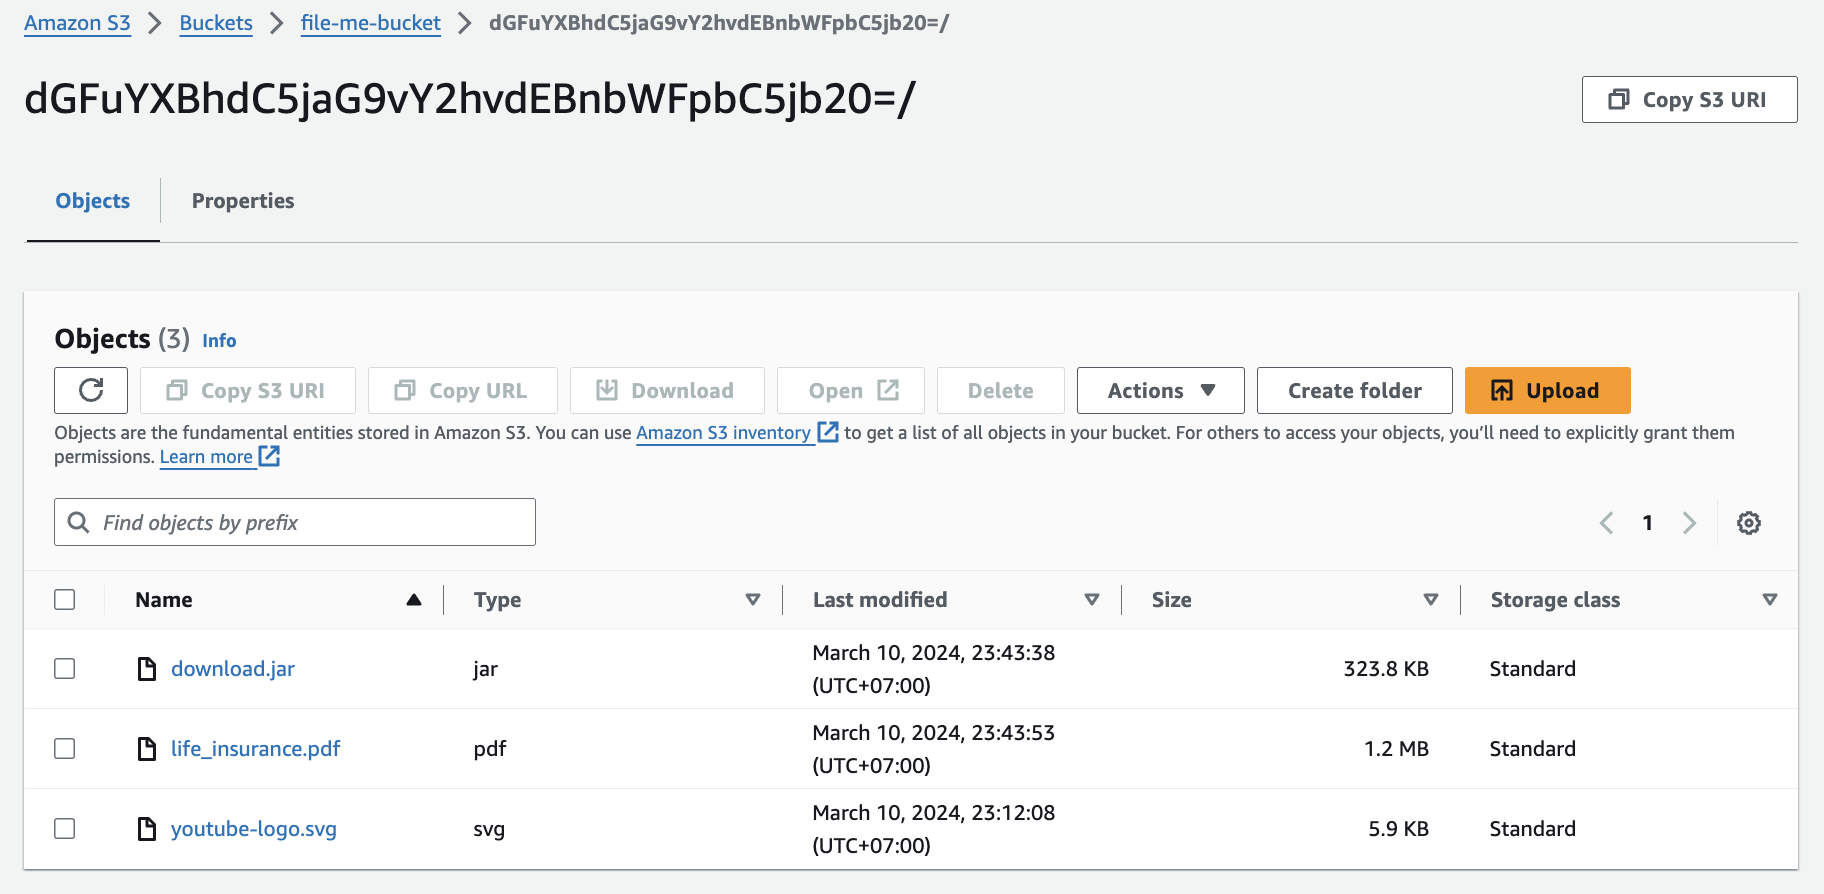 Amazon S3 > Buckets > file-me-bucket > dGFuYXBhdC5jaG9vY2hvdEBnbWFpbC5jb20=/
dGFuYXBhdC5jaG9vY2hvdEBnbWFpbC5jb20=/
Copy S3 URI
Objects Properties
Objects (3) Info
Copy S3 URI Copy URL Download Open Delete Actions Create folder Upload
Objects are the fundamental entities stored in Amazon S3. You can use Amazon S3 inventory to get a list of all objects in your bucket. For others to access your objects, you’ll need to explicitly grant them
permissions. Learn more
Find objects by prefix
1
Name Type Last modified Size Storage class
download.jar jar March 10, 2024, 23:43:38 (UTC+07:00) 323.8 KB Standard
life_insurance.pdf pdf March 10, 2024, 23:43:53 (UTC+07:00) 1.2 MB Standard
youtube-logo.svg svg March 10, 2024, 23:12:08 (UTC+07:00) 5.9 KB Standard